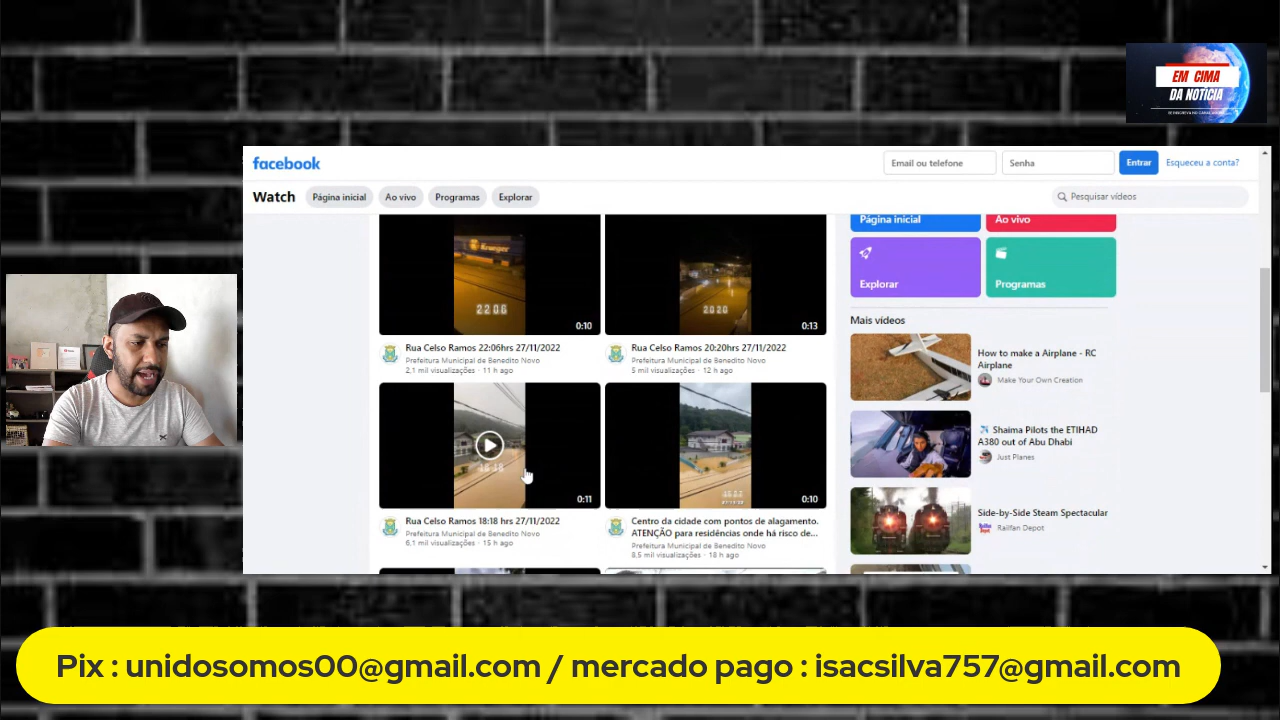 EM CIMA
DA NOTÍCIA
facebook
Email ou telefone
Senha
Entrar
Esqueceu a conta?
Watch
Página inicial
Ao vivo
Programas
Explorar
Pesquisar vídeos
Krueger
22 06
0:10
20 20
0:13
Rua Celso Ramos 22:06hrs 27/11/2022
Prefeitura Municipal de Benedito Novo
2,1 mil visualizações · 11 h ago
Rua Celso Ramos 20:20hrs 27/11/2022
Prefeitura Municipal de Benedito Novo
5 mil visualizações · 12 h ago
0:11
0:10
Rua Celso Ramos 18:18 hrs 27/11/2022
Prefeitura Municipal de Benedito Novo
6,1 mil visualizações · 15 h ago
Centro da cidade com pontos de alagamento.
ATENÇÃO para residências onde há risco de...
Prefeitura Municipal de Benedito Novo
8,5 mil visualizações · 18 h ago
Página inicial
Ao vivo
Explorar
Programas
Mais vídeos
How to make a Airplane - RC
Airplane
Make Your Own Creation
Shaima Pilots the ETIHAD
A380 out of Abu Dhabi
Just Planes
Side-by-Side Steam Spectacular
Railfan Depot
Pix : unidosomos00@gmail.com / mercado pago : isacsilva757@gmail.com